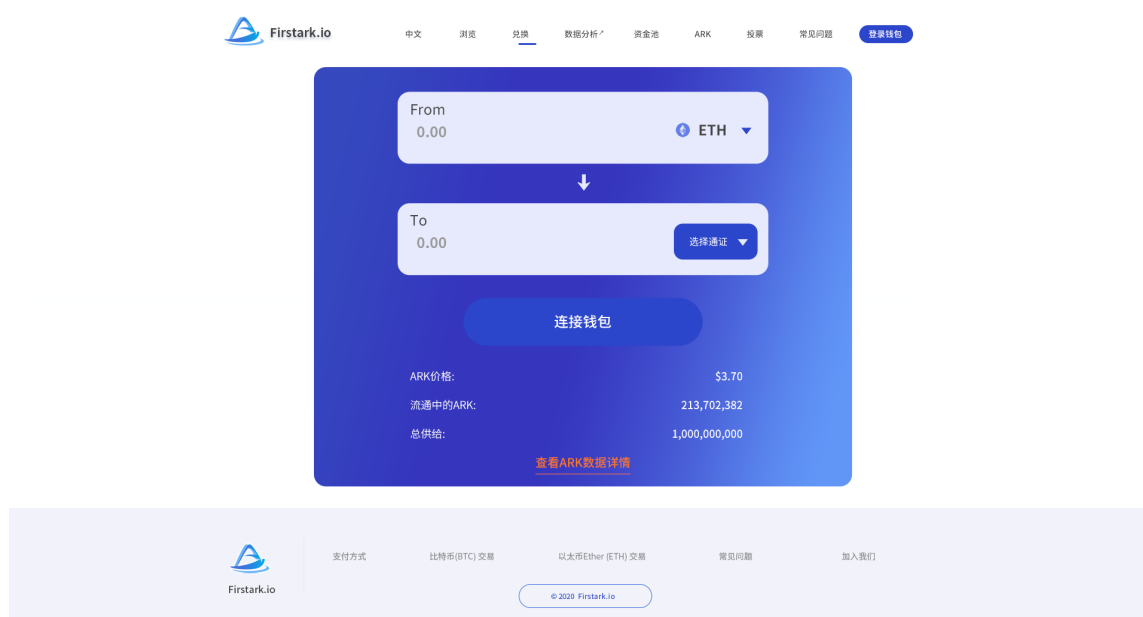 Firstark.io 中文 浏览 兑换 数据分析↗ 资金池 ARK 投票 常见问题 登录钱包
From
0.00 ETH
To
0.00 选择通证
连接钱包
ARK价格: $3.70
流通中的ARK: 213,702,382
总供给: 1,000,000,000
查看ARK数据详情
支付方式 比特币(BTC) 交易 以太币Ether (ETH) 交易 常见问题 加入我们
Firstark.io
© 2020 Firstark.io